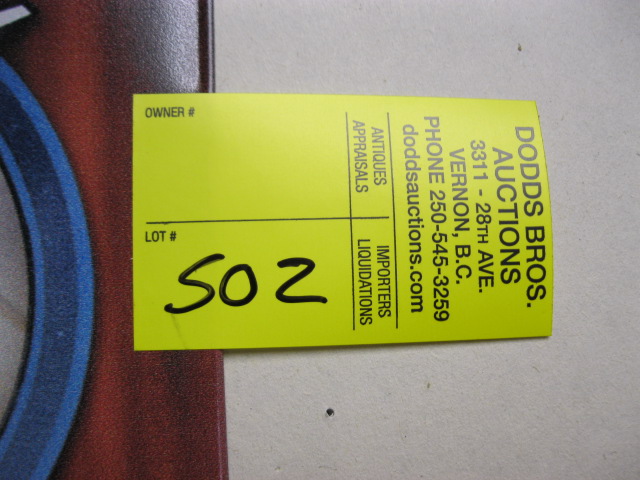 DODDS BROS.
AUCTIONS
3311 - 28TH AVE.
VERNON, B.C.
PHONE 250-545-3259
doddsauctions.com
ANTIQUES IMPORTERS
APPRAISALS LIQUIDATIONS
OWNER #
LOT #
502